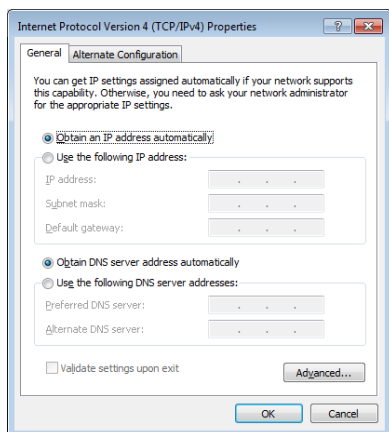 Internet Protocol Version 4 (TCP/IPv4) Properties
General Alternate Configuration
You can get IP settings assigned automatically if your network supports
this capability. Otherwise, you need to ask your network administrator
for the appropriate IP settings.
Obtain an IP address automatically
Use the following IP address:
IP address: . . .
Subnet mask: . . .
Default gateway: . . .
Obtain DNS server address automatically
Use the following DNS server addresses:
Preferred DNS server: . . .
Alternate DNS server: . . .
Validate settings upon exit
Advanced...
OK Cancel